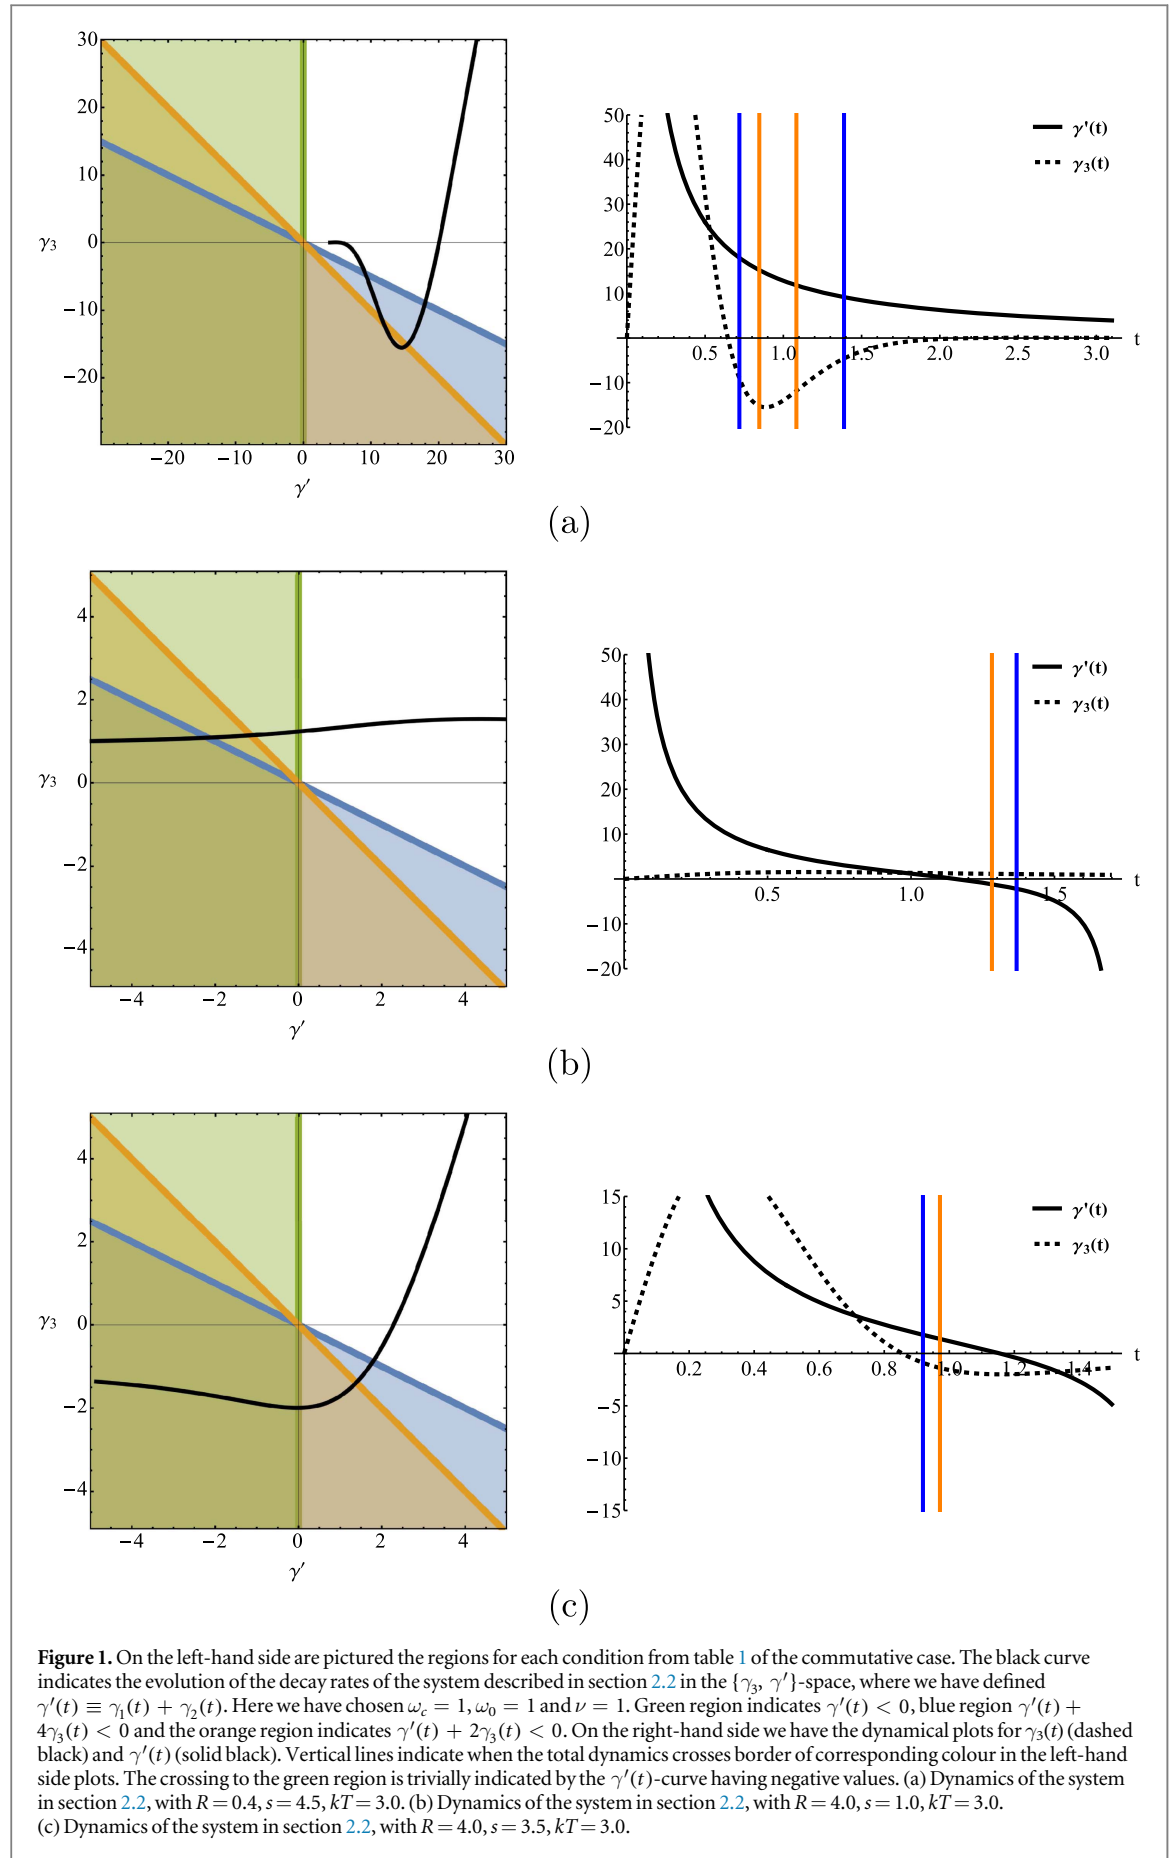 30
20
10
γ₃ 0
−10
−20
−20 −10 0 10 20 30
γ′
50
40
30
20
10
−10
−20
0.5 1.0 1.5 2.0 2.5 3.0 t
γ'(t)
γ₃(t)
(a)
4
2
γ₃ 0
−2
−4
−4 −2 0 2 4
γ′
50
40
30
20
10
−10
−20
0.5 1.0 1.5 t
γ'(t)
γ₃(t)
(b)
4
2
γ₃ 0
−2
−4
−4 −2 0 2 4
γ′
15
10
5
−5
−10
−15
0.2 0.4 0.6 0.8 1.0 1.2 1.4 t
γ'(t)
γ₃(t)
(c)
Figure 1. On the left-hand side are pictured the regions for each condition from table 1 of the commutative case. The black curve
indicates the evolution of the decay rates of the system described in section 2.2 in the {γ₃, γ′}-space, where we have defined
γ′(t) ≡ γ₁(t) + γ₂(t). Here we have chosen ω_c = 1, ω₀ = 1 and ν = 1. Green region indicates γ′(t) < 0, blue region γ′(t) +
4γ₃(t) < 0 and the orange region indicates γ′(t) + 2γ₃(t) < 0. On the right-hand side we have the dynamical plots for γ₃(t) (dashed
black) and γ′(t) (solid black). Vertical lines indicate when the total dynamics crosses border of corresponding colour in the left-hand
side plots. The crossing to the green region is trivially indicated by the γ′(t)-curve having negative values. (a) Dynamics of the system
in section 2.2, with R = 0.4, s = 4.5, kT = 3.0. (b) Dynamics of the system in section 2.2, with R = 4.0, s = 1.0, kT = 3.0.
(c) Dynamics of the system in section 2.2, with R = 4.0, s = 3.5, kT = 3.0.